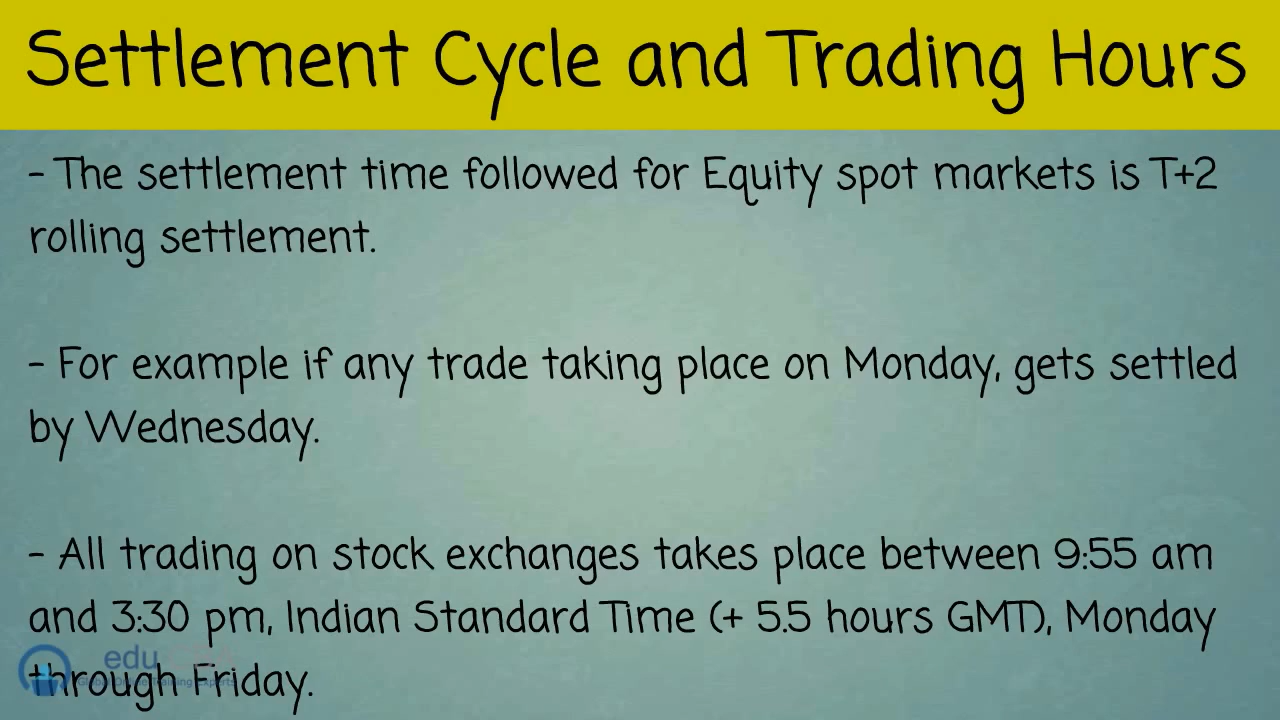 Settlement Cycle and Trading Hours
- The settlement time followed for Equity spot markets is T+2
rolling settlement.
- For example if any trade taking place on Monday, gets settled
by Wednesday.
- All trading on stock exchanges takes place between 9:55 am
and 3:30 pm, Indian Standard Time (+ 5.5 hours GMT), Monday
through Friday.
edu